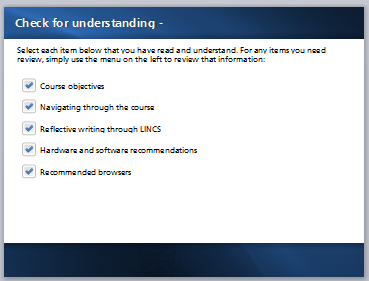 Check for understanding -
Select each item below that you have read and understand. For any items you need
review, simply use the menu on the left to review that information:
Course objectives
Navigating through the course
Reflective writing through LINCS
Hardware and software recommendations
Recommended browsers